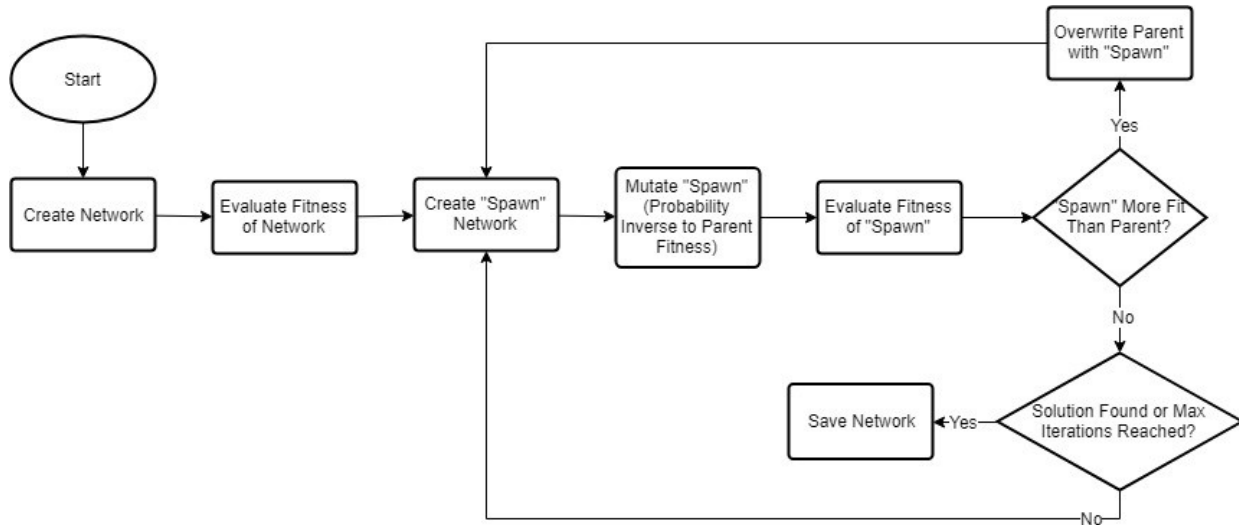 Overwrite Parent
with "Spawn"
Start
Yes
Create Network
Evaluate Fitness
of Network
Create "Spawn"
Network
Mutate "Spawn"
(Probability
Inverse to Parent
Fitness)
Evaluate Fitness
of "Spawn"
"Spawn" More Fit
Than Parent?
No
Save Network
Yes
Solution Found or Max
Iterations Reached?
No